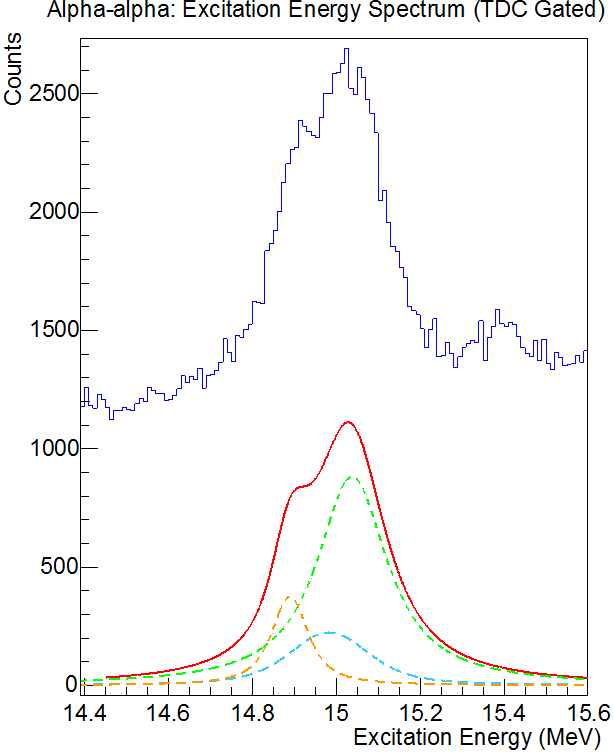 Alpha-alpha: Excitation Energy Spectrum (TDC Gated)
Counts
2500
2000
1500
1000
500
0
14.4 14.6 14.8 15 15.2 15.4 15.6
Excitation Energy (MeV)